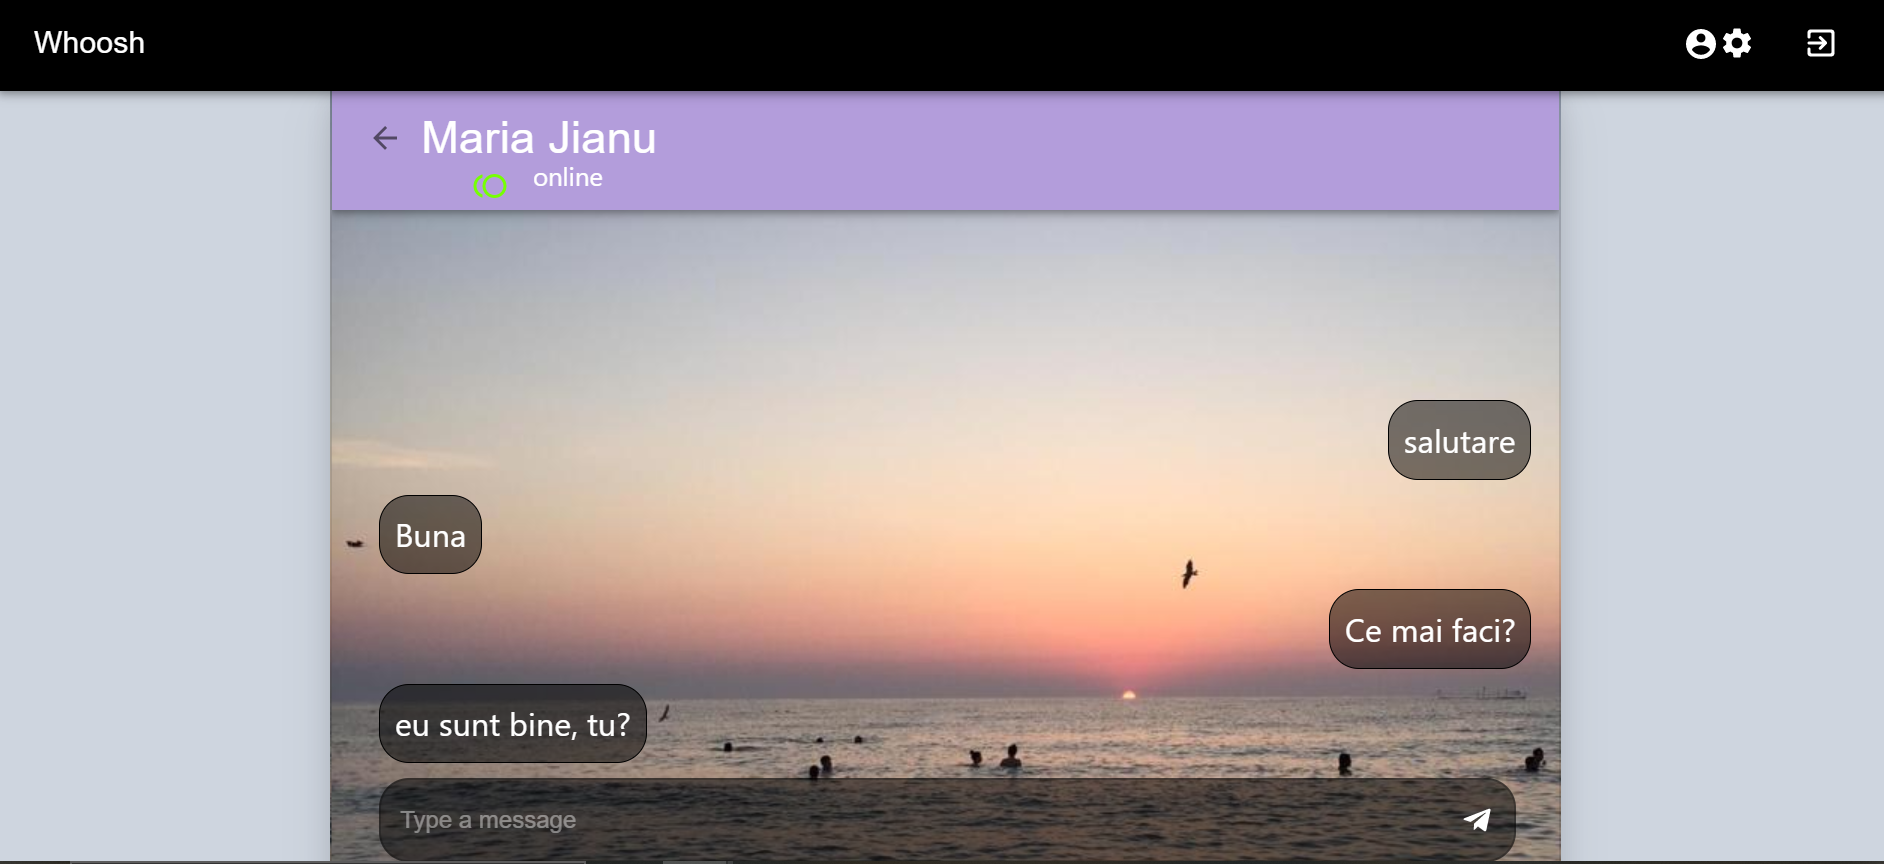 Whoosh
Maria Jianu
online
salutare
Buna
Ce mai faci?
eu sunt bine, tu?
Type a message